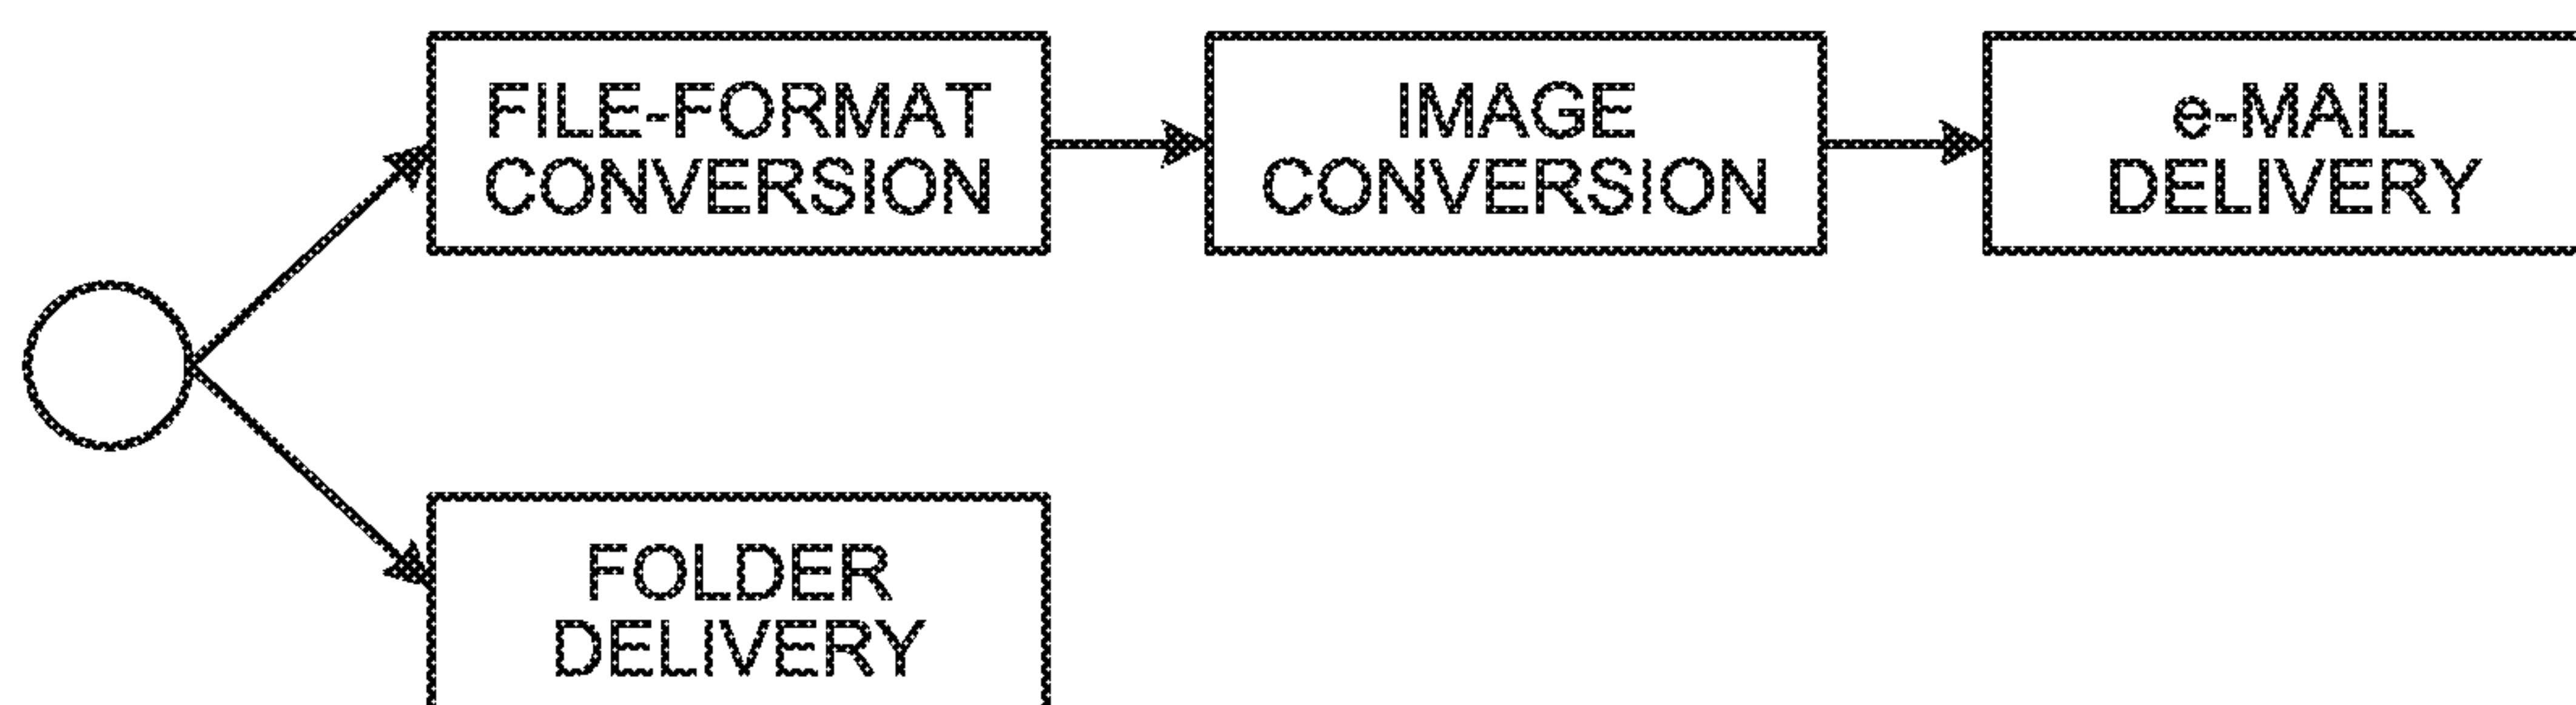 FILE-FORMAT
CONVERSION
IMAGE
CONVERSION
e-MAIL
DELIVERY
FOLDER
DELIVERY